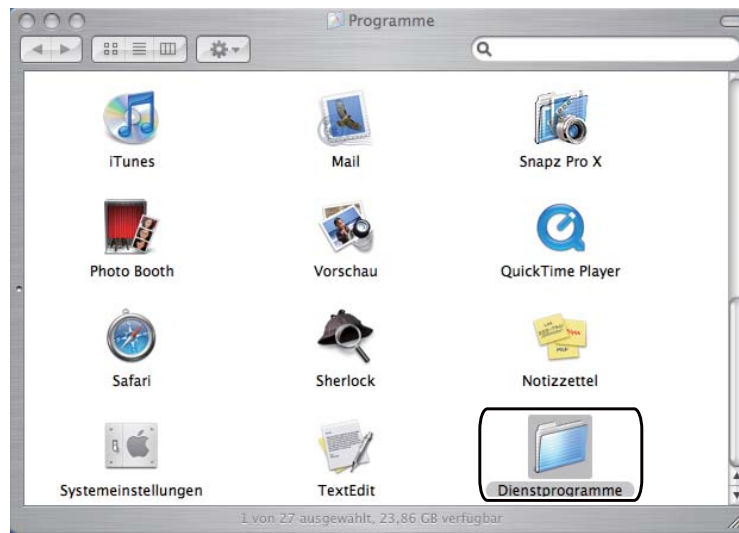 Programme
iTunes
Mail
Snapz Pro X
Photo Booth
Vorschau
QuickTime Player
Safari
Sherlock
Notizzettel
Systemeinstellungen
TextEdit
Dienstprogramme
1 von 27 ausgewählt, 23,86 GB verfügbar